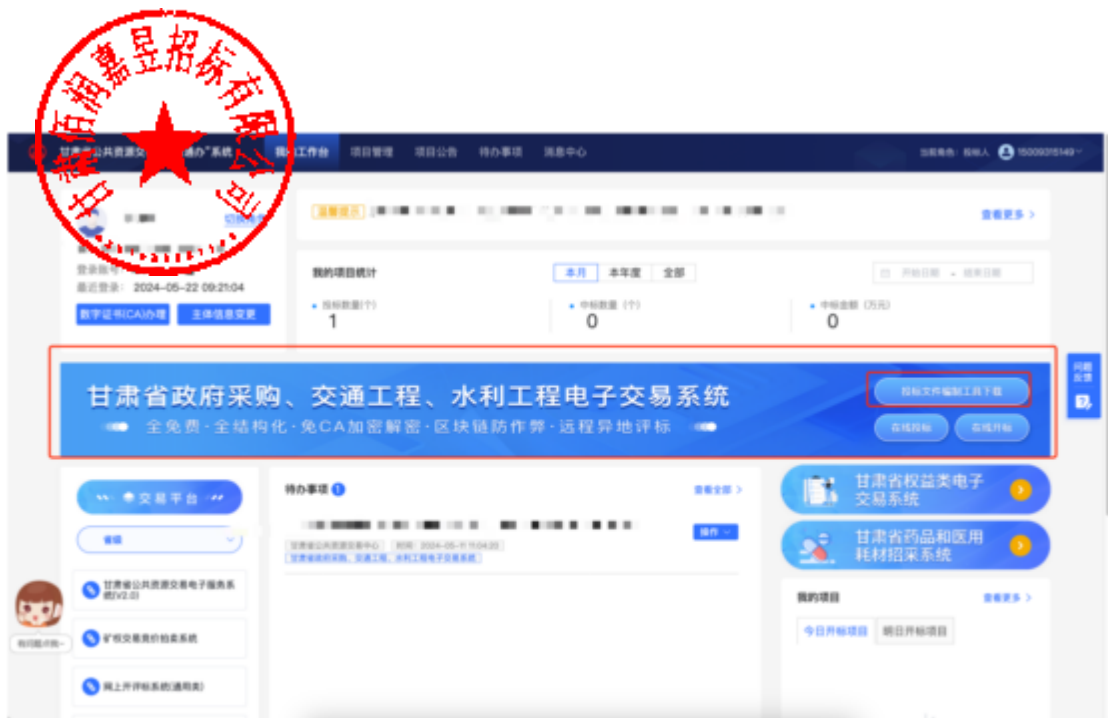 甘肃佰润嘉昱招标有限公司
甘肃省公共资源交 通办"系统 我的工作台 项目管理 项目公告 待办事项 消息中心 当前角色: 投标人 15009315149
温馨提示 查看更多 >
登录账号
最近登录: 2024-05-22 09:21:04
数字证书(CA)办理 主体信息变更
我的项目统计 本月 本年度 全部 开始日期 - 结束日期
投标数量(个) 中标数量 (个) 中标金额 (万元)
1 0 0
问题反馈
甘肃省政府采购、交通工程、水利工程电子交易系统
全免费·全结构化·免CA加密解密·区块链防作弊·远程异地评标
投标文件编制工具下载
在线投标 在线开标
交易平台
省级
甘肃省公共资源交易电子服务系
统(V2.0)
矿权交易竞价拍卖系统
网上开评标系统(通用类)
有问题点我~
待办事项 1 查看全部 >
操作
甘肃省公共资源交易中心 时间: 2024-05-11 11:04:23
甘肃省政府采购、交通工程、水利工程电子交易系统
甘肃省权益类电子
交易系统
甘肃省药品和医用
耗材招采系统
我的项目 查看更多 >
今日开标项目 明日开标项目